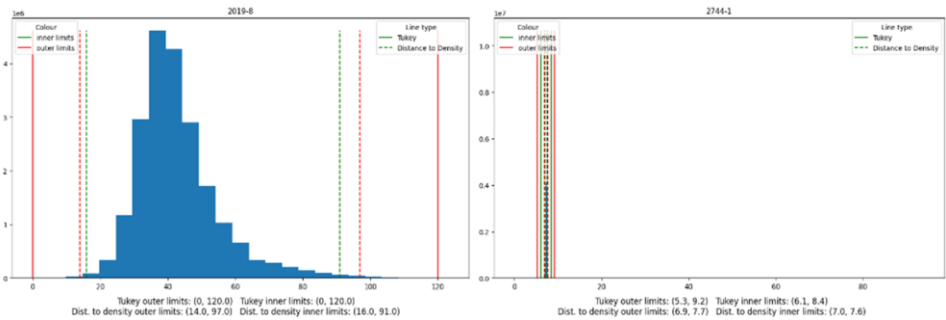 2019-8
1e6
Colour
inner limits
outer limits
Line type
Tukey
Distance to Density
4
3
2
1
0
0 20 40 60 80 100 120
Tukey outer limits: (0, 120.0) Tukey inner limits: (0, 120.0)
Dist. to density outer limits: (14.0, 97.0) Dist. to density inner limits: (16.0, 91.0)
2744-1
1e7
Colour
inner limits
outer limits
Line type
Tukey
Distance to Density
1.0
0.8
0.6
0.4
0.2
0.0
0 20 40 60 80
Tukey outer limits: (5.3, 9.2) Tukey inner limits: (6.1, 8.4)
Dist. to density outer limits: (6.9, 7.7) Dist. to density inner limits: (7.0, 7.6)